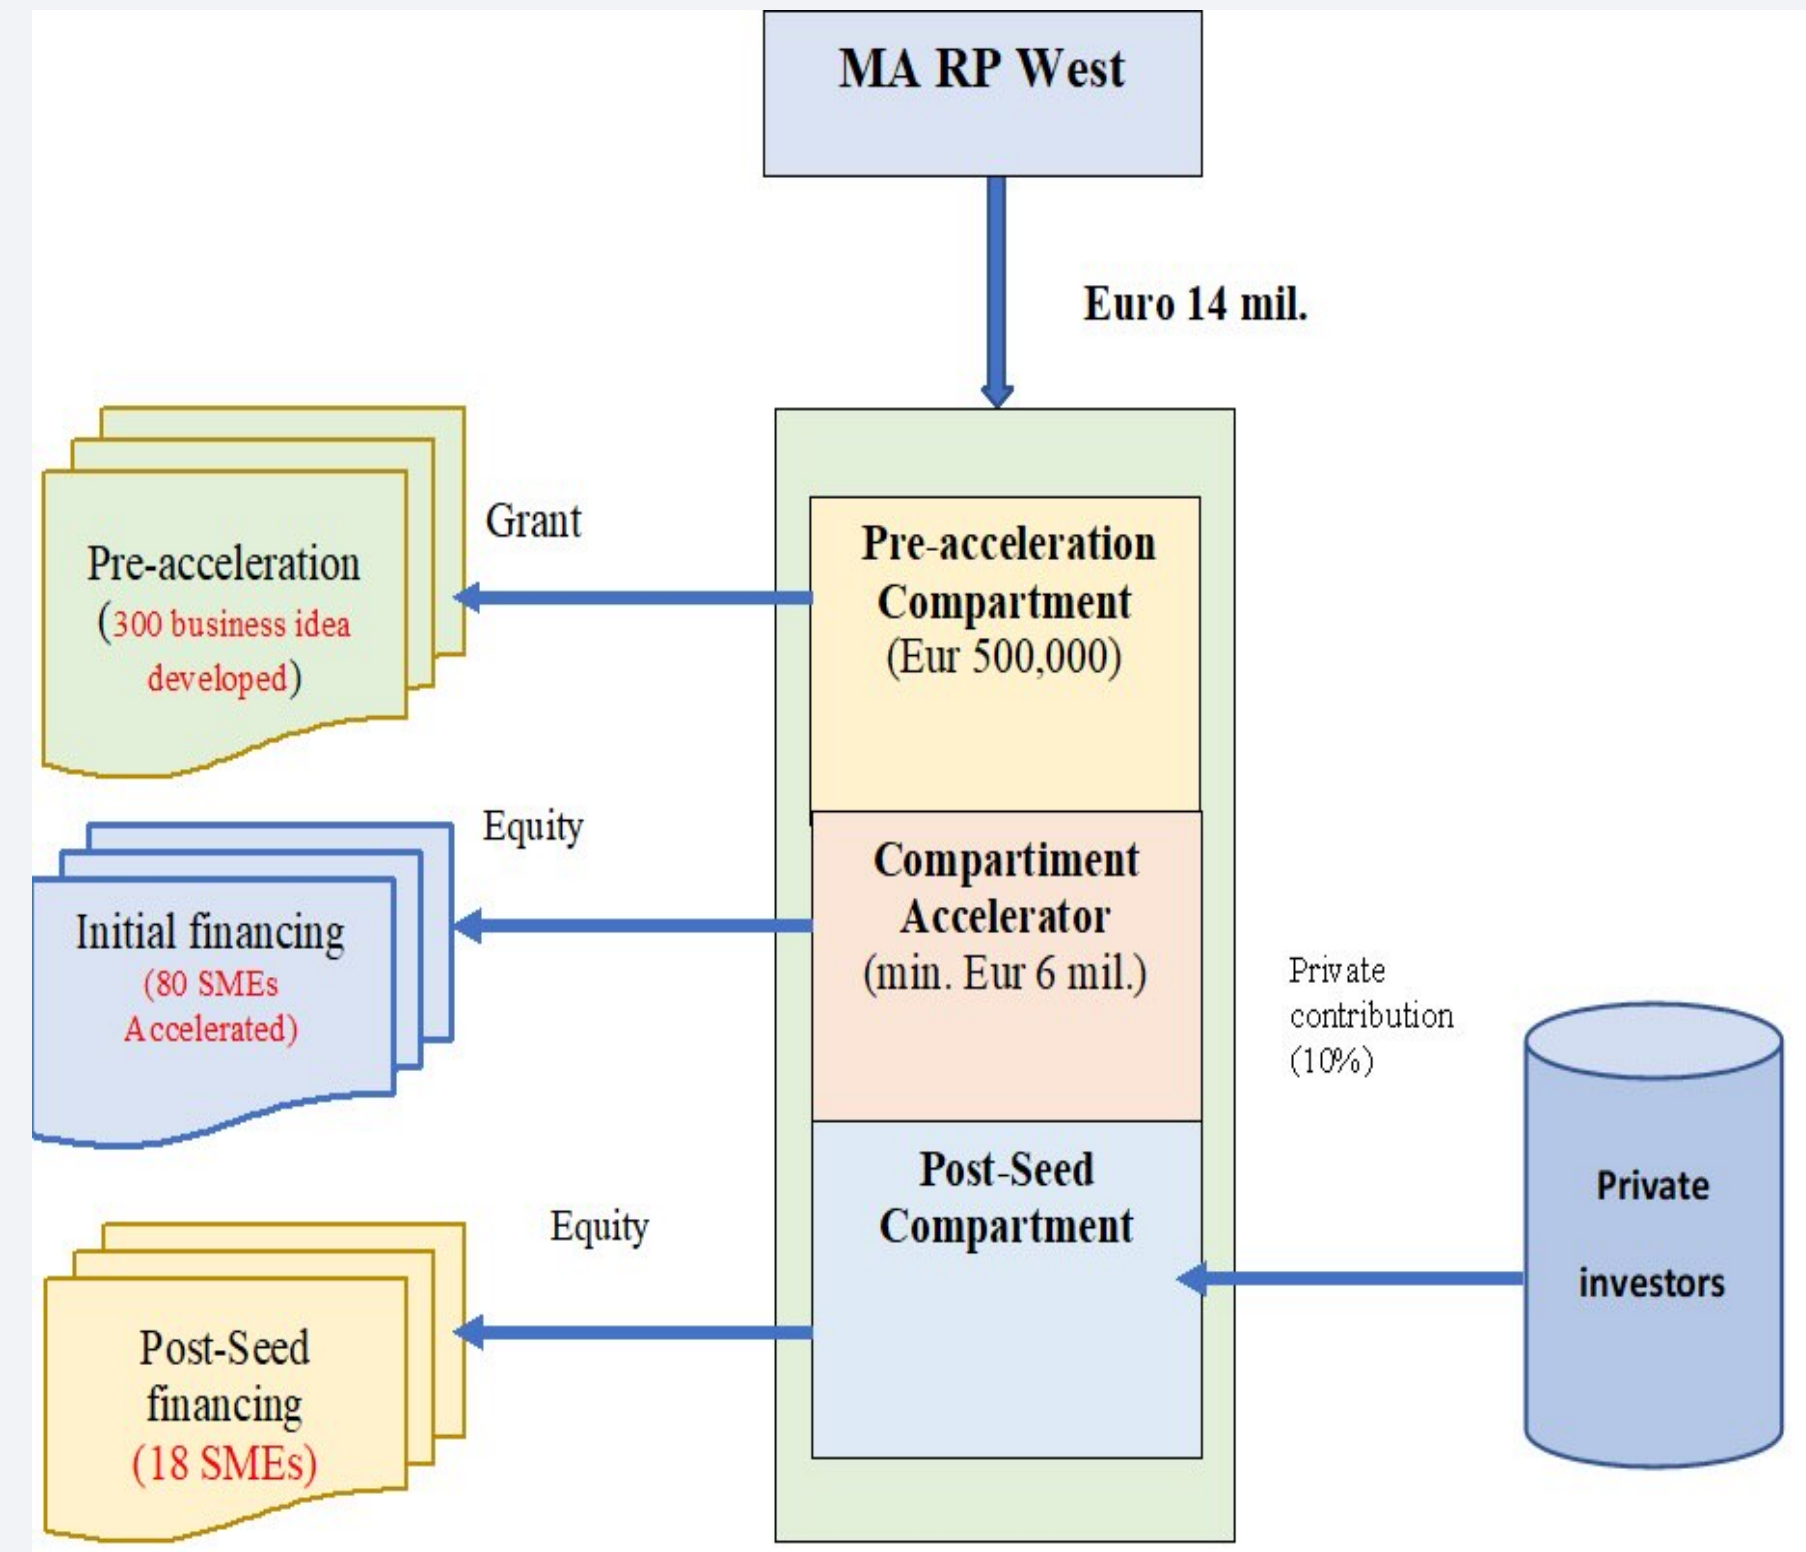 MA RP West
Euro 14 mil.
Grant
Pre-acceleration
(300 business idea
developed)
Pre-acceleration
Compartment
(Eur 500,000)
Equity
Initial financing
(80 SMEs
Accelerated)
Compartiment
Accelerator
(min. Eur 6 mil.)
Private
contribution
(10%)
Private
investors
Post-Seed
Compartment
Equity
Post-Seed
financing
(18 SMEs)